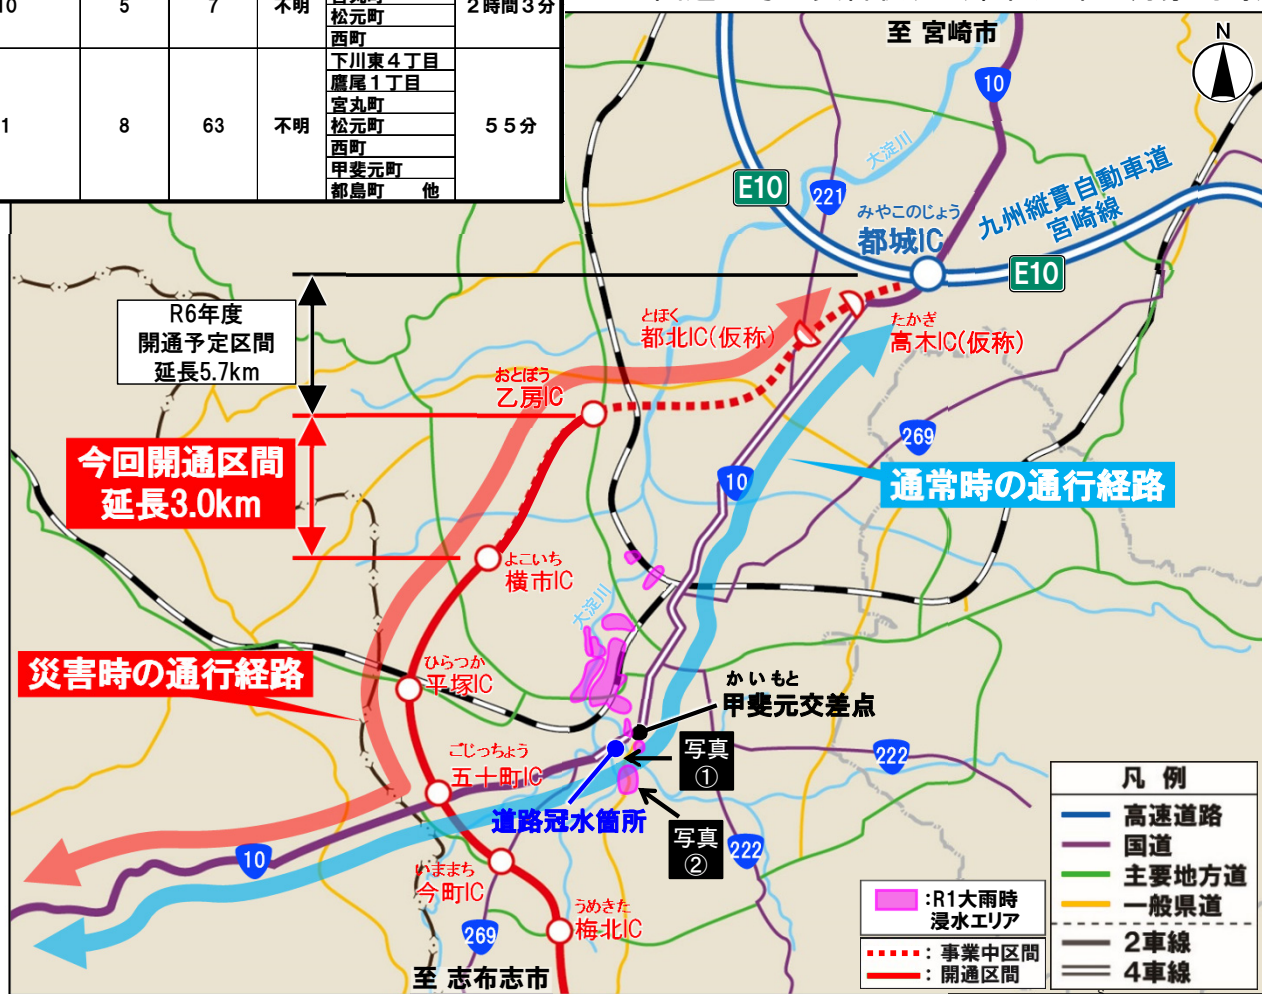 10
5
7
不明
松元町
西町
2時間3分
1
8
63
不明
下川東4丁目
鷹尾1丁目
宮丸町
松元町
西町
甲斐元町
都島町 他
55分
至 宮崎市
N
10
大淀川
E10
221
九州縦貫自動車道
宮崎線
みやこのじょう
都城IC
E10
R6年度
開通予定区間
延長5.7km
とほく
都北IC(仮称)
たかぎ
高木IC(仮称)
おとぼう
乙房IC
今回開通区間
延長3.0km
269
10
通常時の通行経路
よこいち
横市IC
大淀川
災害時の通行経路
ひらつか
平塚IC
かいもと
甲斐元交差点
ごじっちょう
五十町IC
写真
①
222
道路冠水箇所
写真
②
222
10
いままち
今町IC
うめきた
梅北IC
269
至 志布志市
:R1大雨時
浸水エリア
: 事業中区間
: 開通区間
凡 例
高速道路
国道
主要地方道
一般県道
2車線
4車線